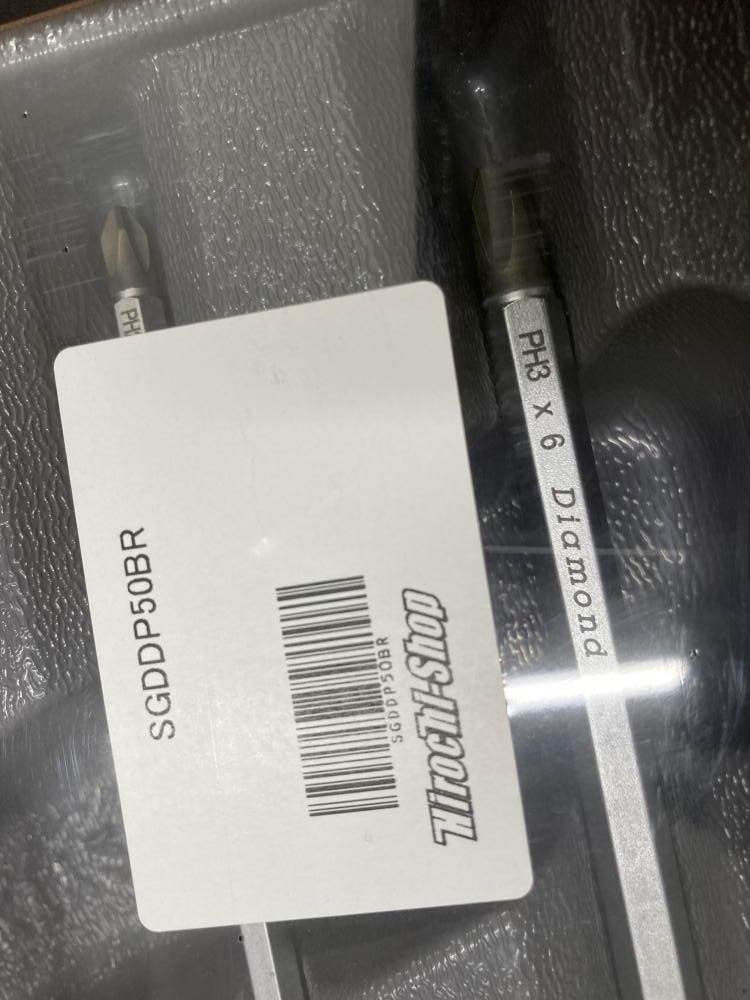 SGDDP50BR
SGDDP50BR
Hirochi-Shop
PH3 x 6 Diamond